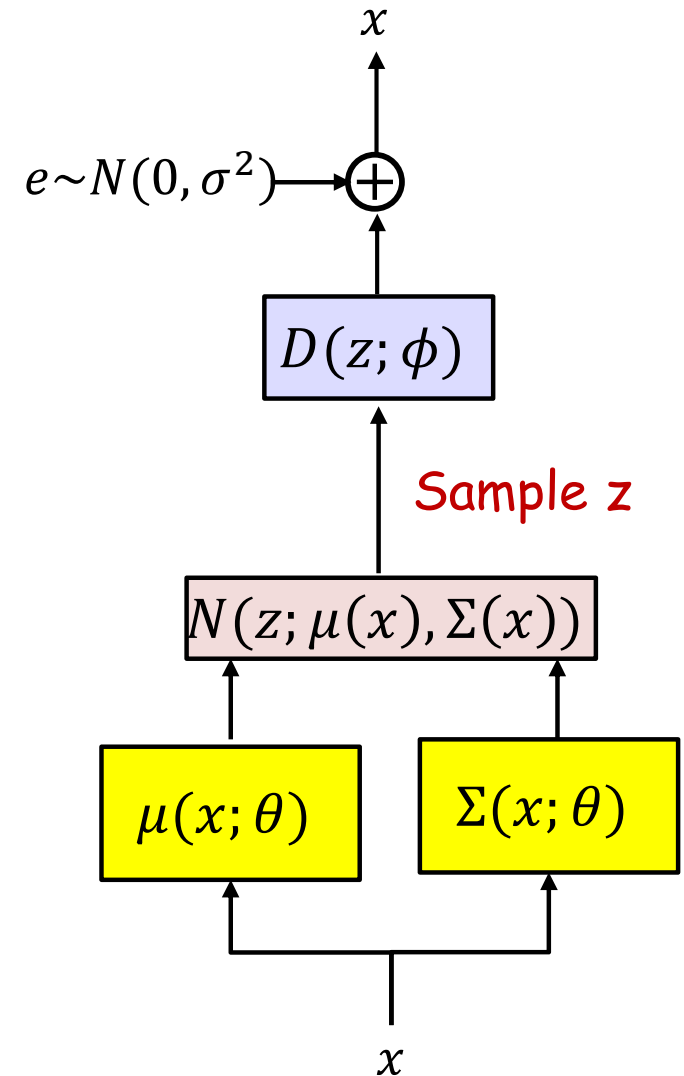 x
e~N(0, σ²)
+
D(z; ϕ)
Sample z
N(z; μ(x), Σ(x))
μ(x; θ)
Σ(x; θ)
x